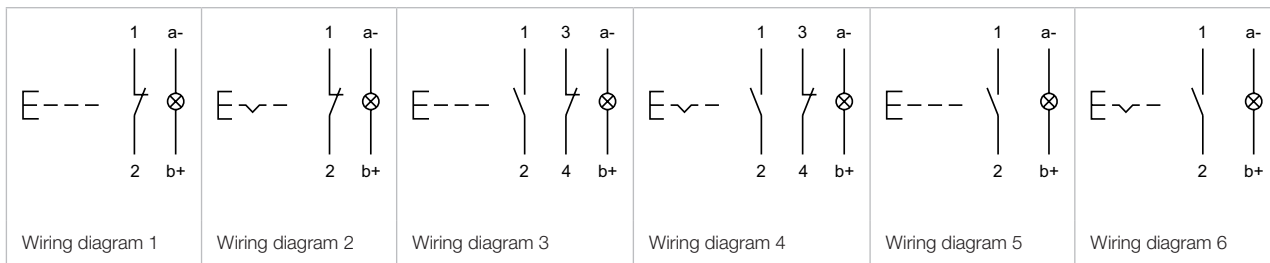 1 a-
2 b+
Wiring diagram 1
1 a-
2 b+
Wiring diagram 2
1 3 a-
2 4 b+
Wiring diagram 3
1 3 a-
2 4 b+
Wiring diagram 4
1 a-
2 b+
Wiring diagram 5
1 a-
2 b+
Wiring diagram 6